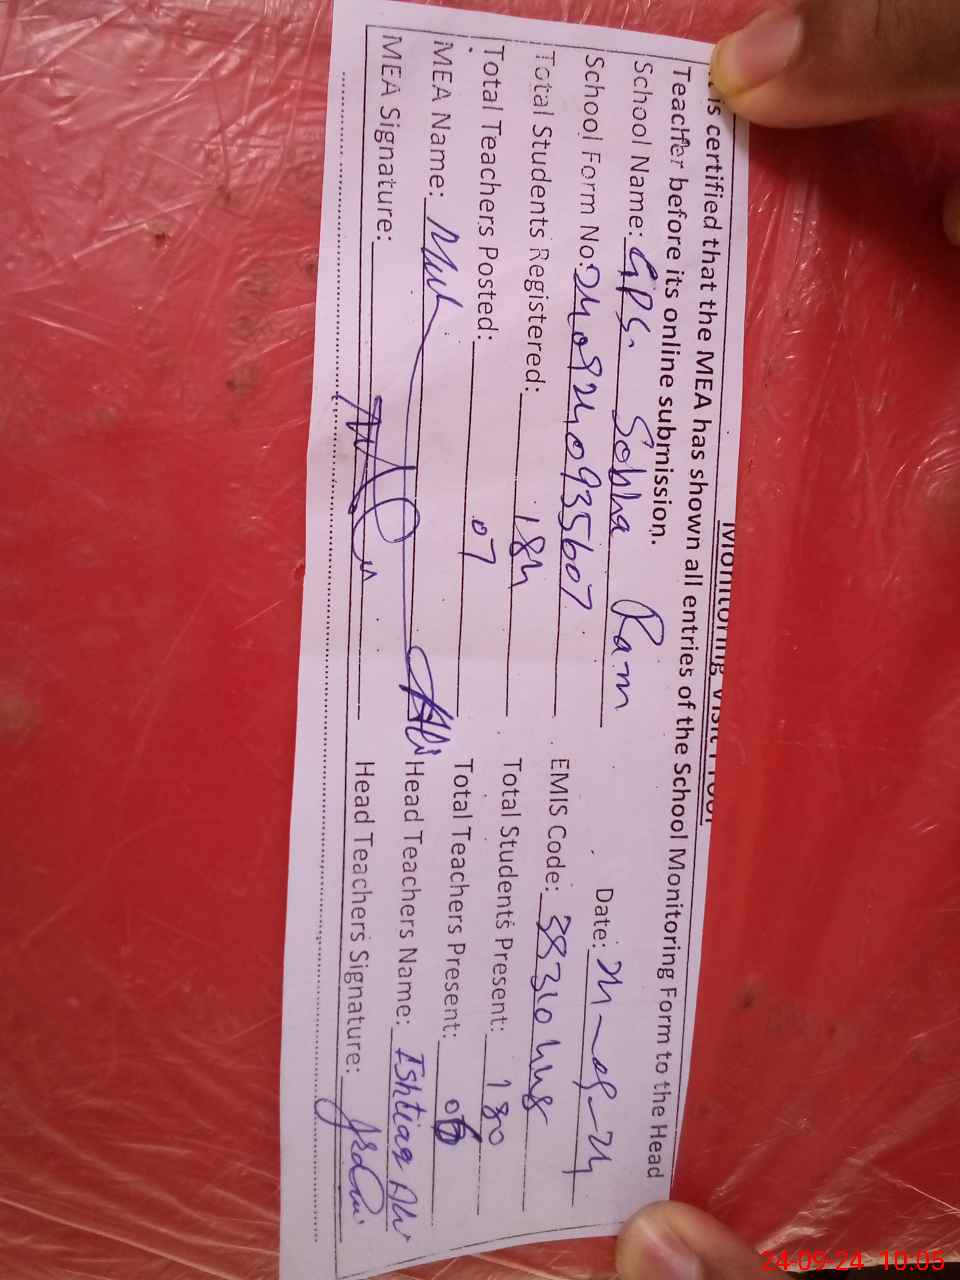 Monitoring Visit Proof
It is certified that the MEA has shown all entries of the School Monitoring Form to the Head
Teacher before its online submission.
School Name: GPS. Sobha Ram Date: 24-09-24
School Form No: 2409240935607 EMIS Code: 38310448
Total Students Registered: 184 Total Students Present: 180
Total Teachers Posted: 07 Total Teachers Present: 06
MEA Name: Head Teachers Name: Ishtiaq
MEA Signature: Head Teachers Signature:
24-09-24 10:05